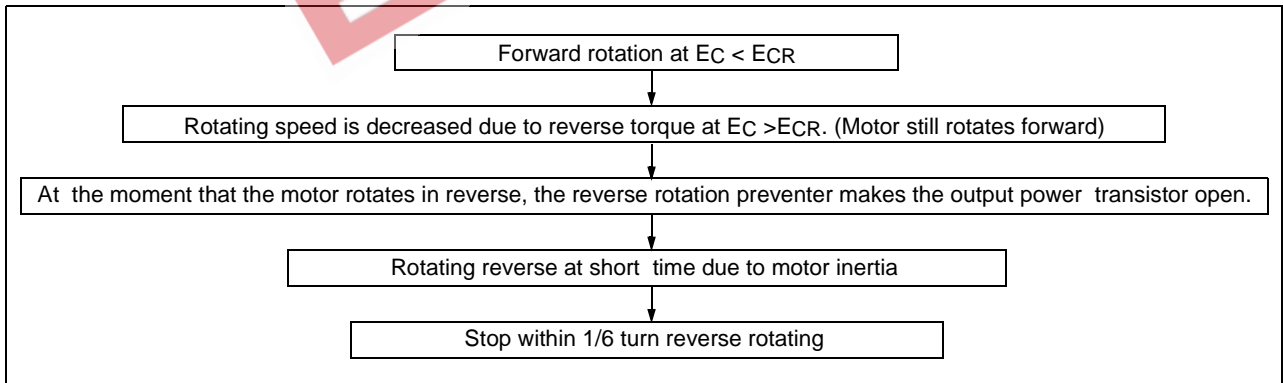 Forward rotation at EC < ECR
Rotating speed is decreased due to reverse torque at EC >ECR. (Motor still rotates forward)
At the moment that the motor rotates in reverse, the reverse rotation preventer makes the output power transistor open.
Rotating reverse at short time due to motor inertia
Stop within 1/6 turn reverse rotating